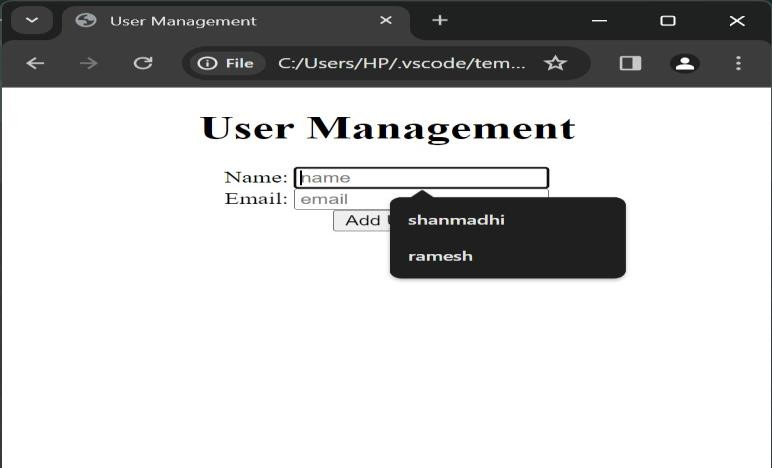 User Management
File C:/Users/HP/.vscode/tem...
User Management
Name: name
Email: email
Add
shanmadhi
ramesh